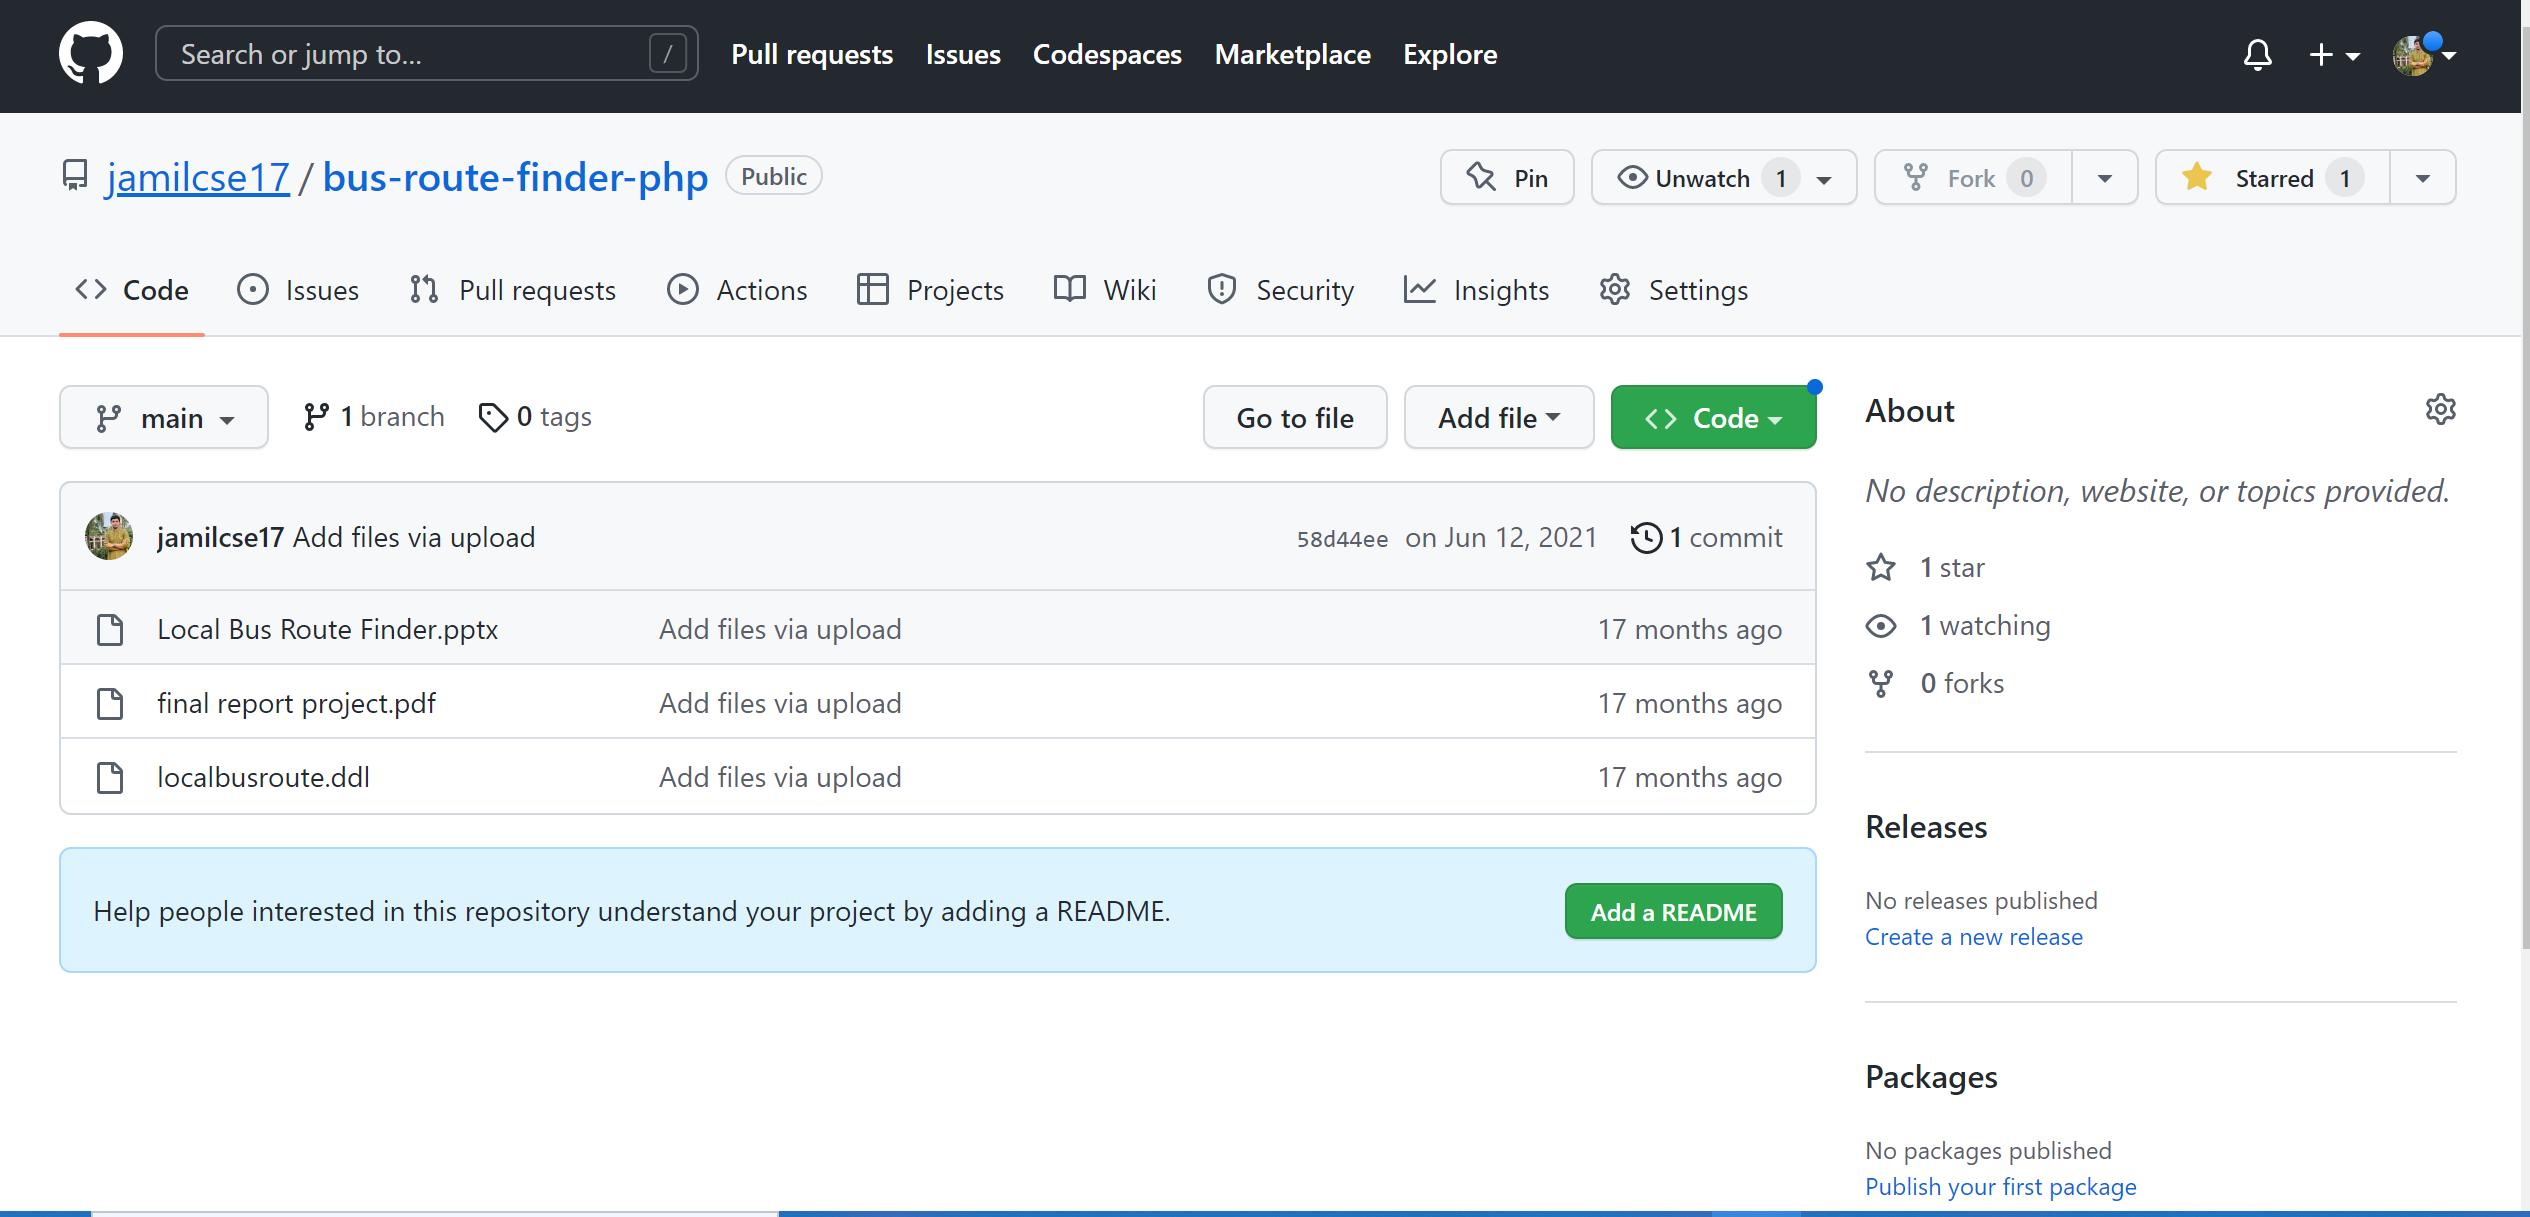 Search or jump to... /
Pull requests Issues Codespaces Marketplace Explore
jamilcse17 / bus-route-finder-php Public
Pin Unwatch 1 Fork 0 Starred 1
Code Issues Pull requests Actions Projects Wiki Security Insights Settings
main 1 branch 0 tags Go to file Add file Code
jamilcse17 Add files via upload 58d44ee on Jun 12, 2021 1 commit
Local Bus Route Finder.pptx Add files via upload 17 months ago
final report project.pdf Add files via upload 17 months ago
localbusroute.ddl Add files via upload 17 months ago
Help people interested in this repository understand your project by adding a README. Add a README
About
No description, website, or topics provided.
1 star
1 watching
0 forks
Releases
No releases published
Create a new release
Packages
No packages published
Publish your first package